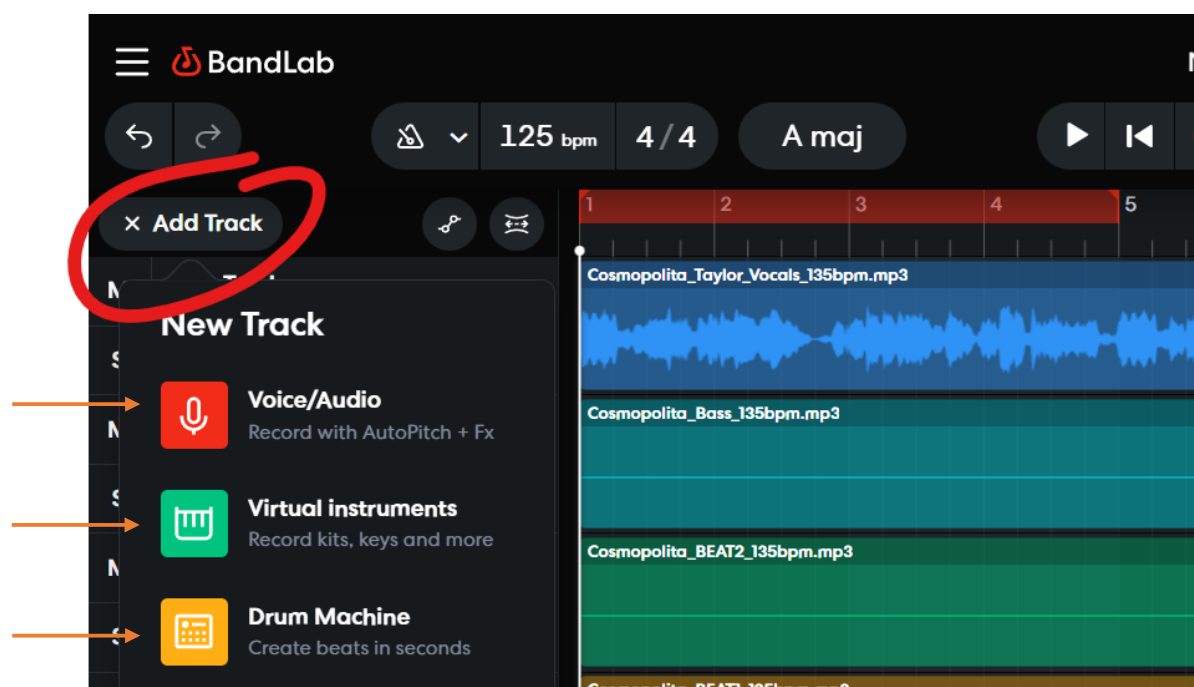 BandLab
125 bpm 4/4 A maj
Add Track
1 2 3 4 5
Cosmopolita_Taylor_Vocals_135bpm.mp3
New Track
Voice/Audio
Record with AutoPitch + Fx
Cosmopolita_Bass_135bpm.mp3
Virtual instruments
Record kits, keys and more
Cosmopolita_BEAT2_135bpm.mp3
Drum Machine
Create beats in seconds